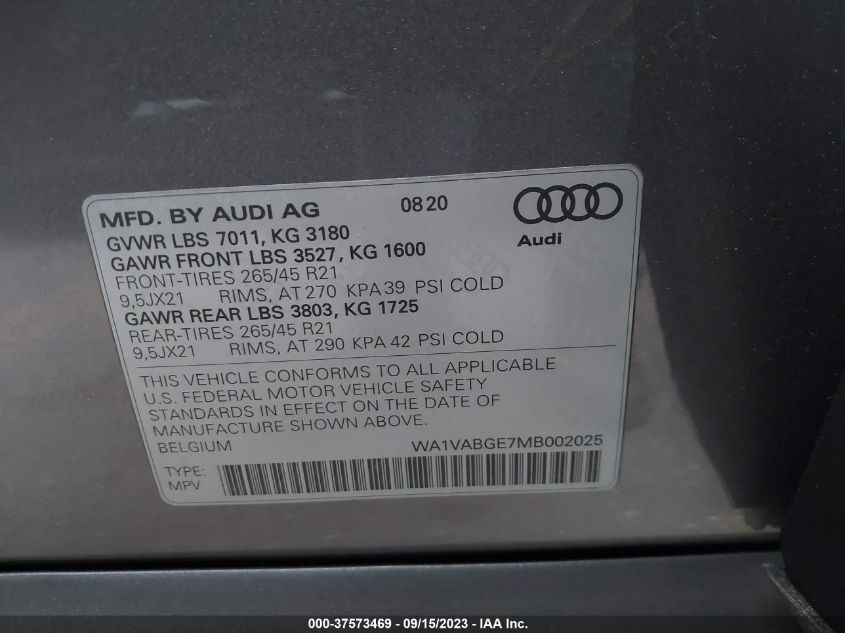 MFD. BY AUDI AG 0820
Audi
GVWR LBS 7011, KG 3180
GAWR FRONT LBS 3527, KG 1600
FRONT-TIRES 265/45 R21
9,5JX21 RIMS, AT 270 KPA 39 PSI COLD
GAWR REAR LBS 3803, KG 1725
REAR-TIRES 265/45 R21
9,5JX21 RIMS, AT 290 KPA 42 PSI COLD
THIS VEHICLE CONFORMS TO ALL APPLICABLE
U.S. FEDERAL MOTOR VEHICLE SAFETY
STANDARDS IN EFFECT ON THE DATE OF
MANUFACTURE SHOWN ABOVE.
BELGIUM WA1VABGE7MB002025
TYPE:
MPV
000-37573469 - 09/15/2023 - IAA Inc.